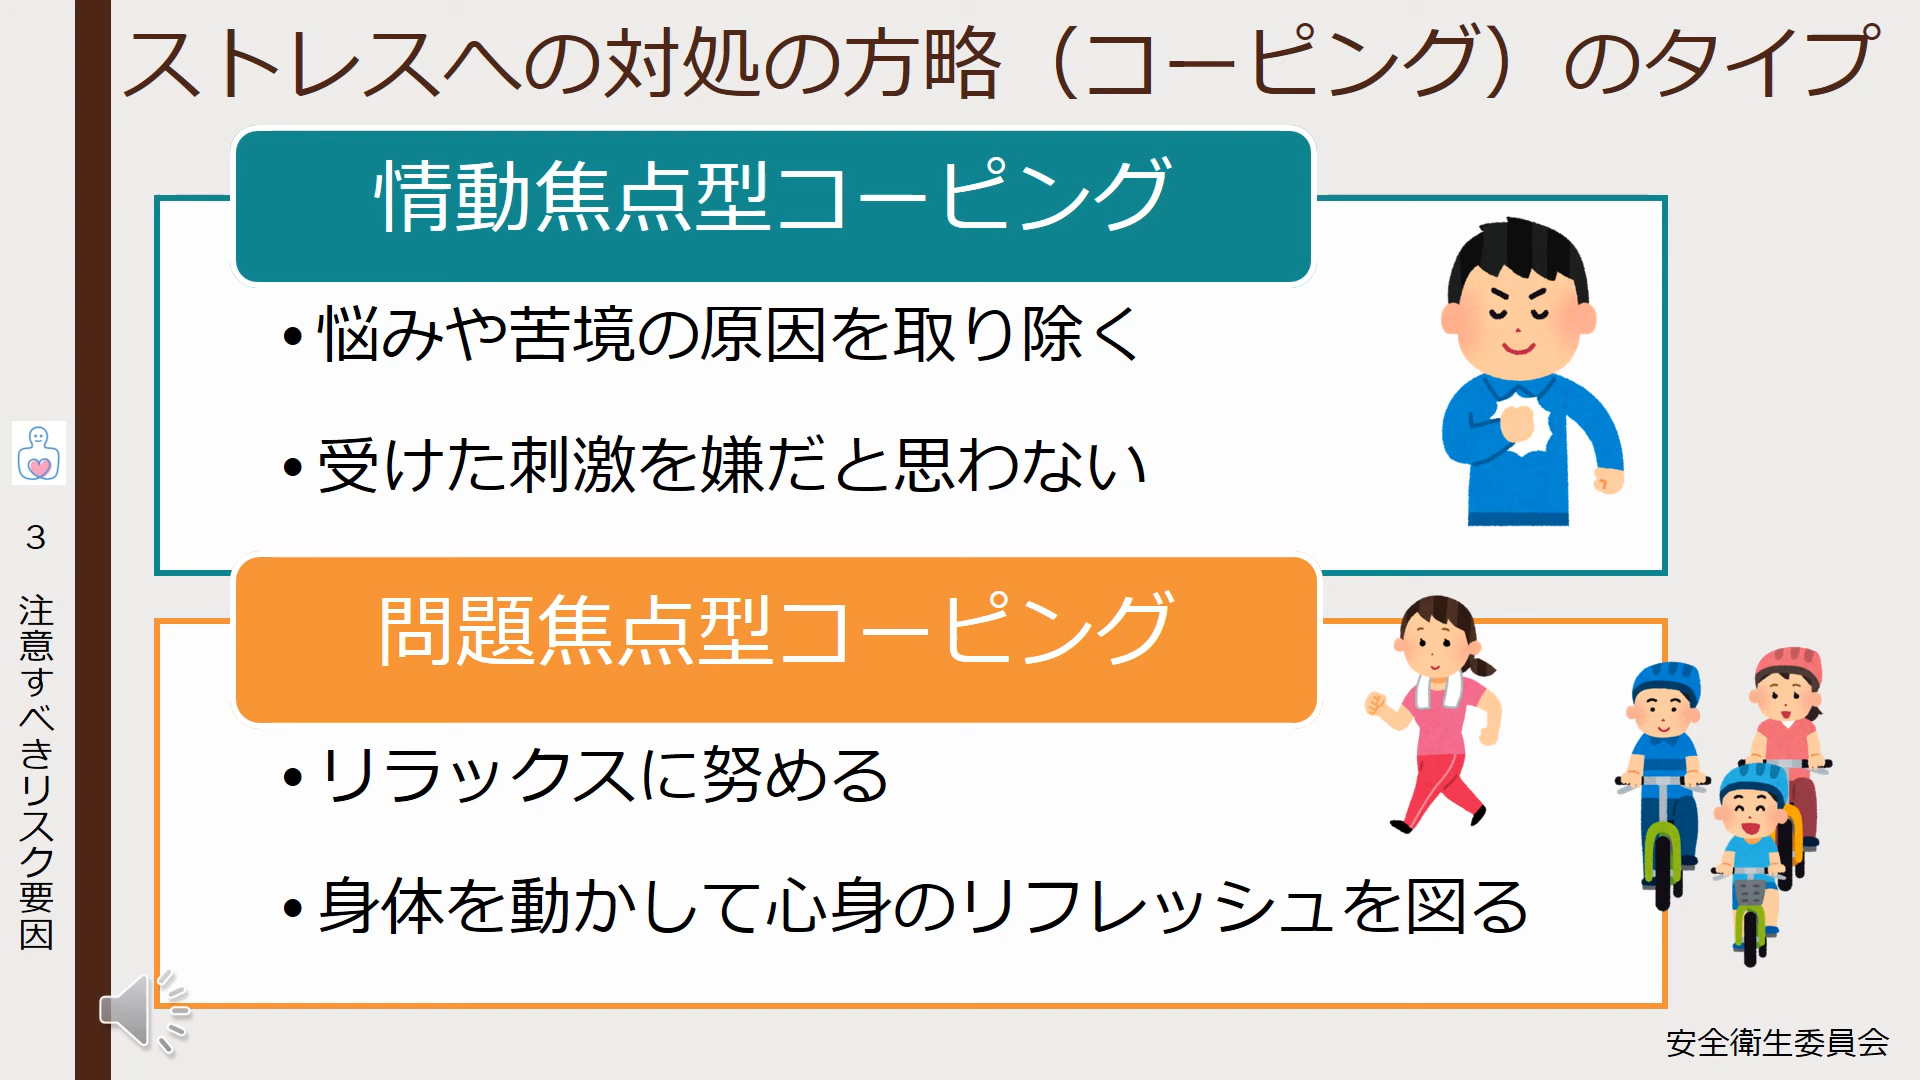 ストレスへの対処の方略（コーピング）のタイプ
情動焦点型コーピング
•悩みや苦境の原因を取り除く
•受けた刺激を嫌だと思わない
問題焦点型コーピング
•リラックスに努める
•身体を動かして心身のリフレッシュを図る
3　注意すべきリスク要因
安全衛生委員会